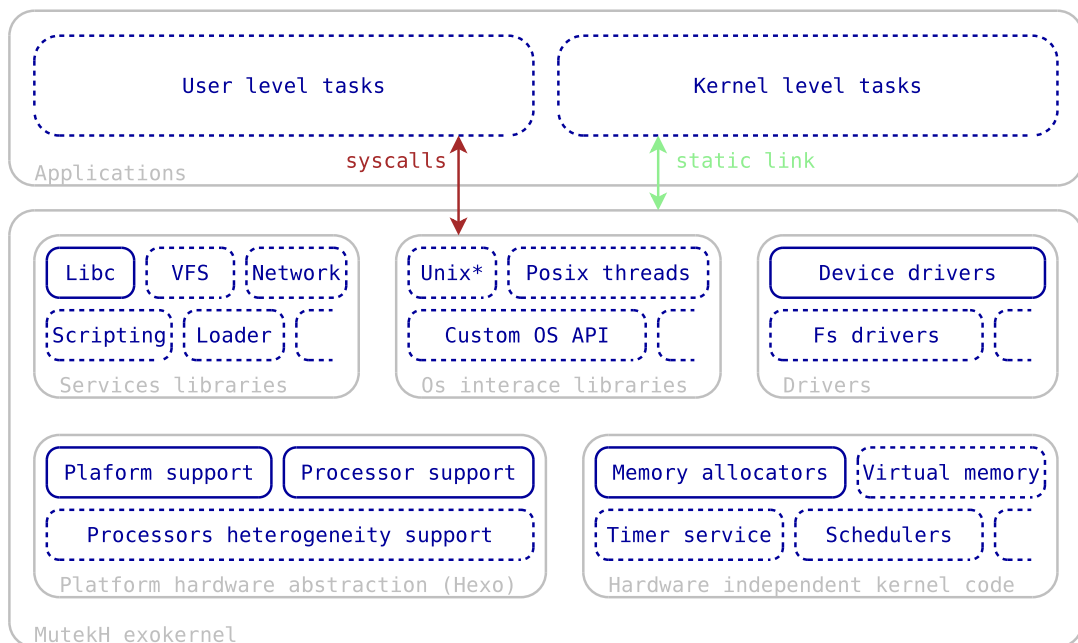 User level tasks
Kernel level tasks
syscalls
static link
Applications
Libc
VFS
Network
Unix*
Posix threads
Device drivers
Scripting
Loader
Custom OS API
Fs drivers
Services libraries
Os interace libraries
Drivers
Plaform support
Processor support
Memory allocators
Virtual memory
Processors heterogeneity support
Timer service
Schedulers
Platform hardware abstraction (Hexo)
Hardware independent kernel code
MutekH exokernel